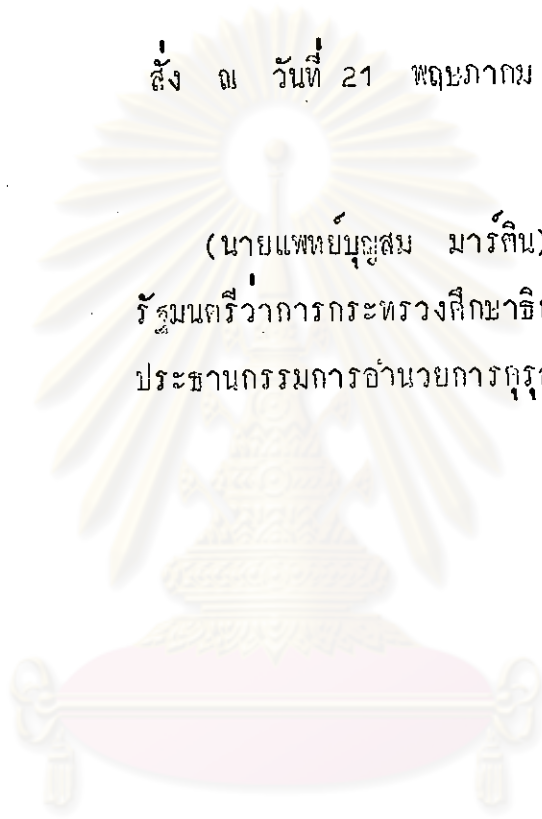 สั่ง ณ วันที่ 21 พฤษภาคม
(นายแพทย์บุญสม มาร์ติน)
รัฐมนตรีว่าการกระทรวงศึกษาธิ
ประธานกรรมการอำนวยการคุรุ